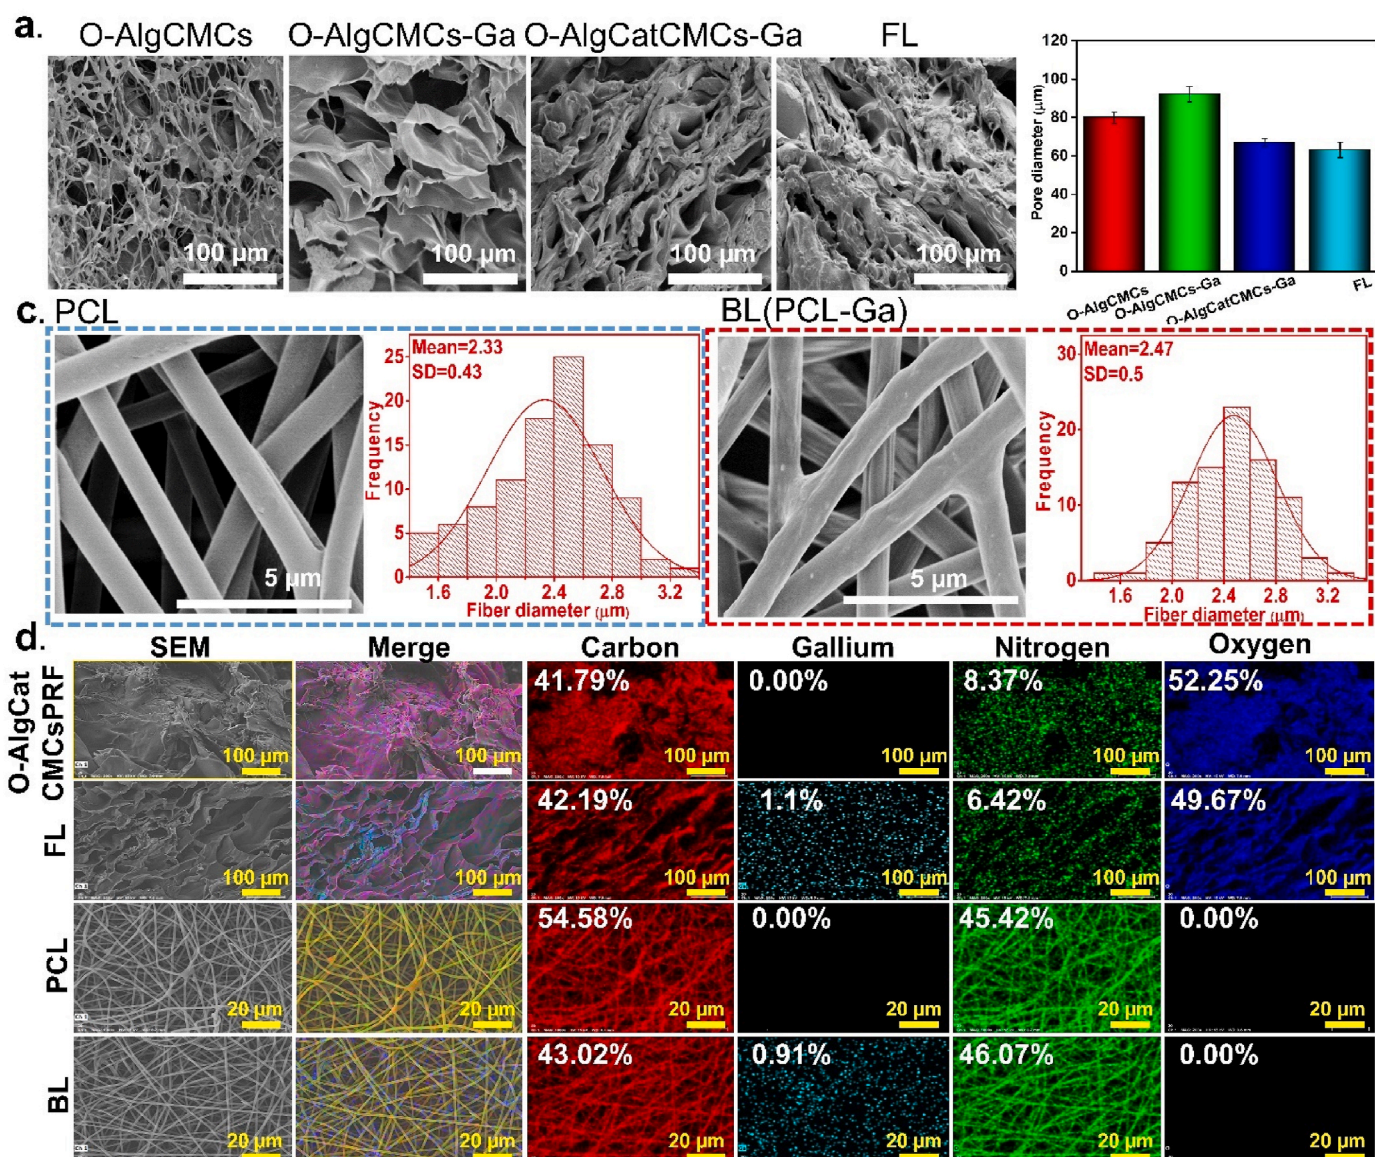 a.
O-AlgCMCs
O-AlgCMCs-Ga
O-AlgCatCMCs-Ga
FL
100 µm
100 µm
100 µm
100 µm
Pore diameter (µm)
120
100
80
60
40
20
0
O-AlgCMCs
O-AlgCMCs-Ga
O-AlgCatCMCs-Ga
FL
c.
PCL
5 µm
Mean=2.33
SD=0.43
Frequency
25
20
15
10
5
0
1.6 2.0 2.4 2.8 3.2
Fiber diameter (µm)
BL(PCL-Ga)
5 µm
Mean=2.47
SD=0.5
Frequency
30
20
10
0
1.6 2.0 2.4 2.8 3.2
Fiber diameter (µm)
d.
SEM Merge Carbon Gallium Nitrogen Oxygen
O-AlgCat
CMCsPRF
41.79% 0.00% 8.37% 52.25%
100 µm 100 µm 100 µm 100 µm 100 µm 100 µm
FL
42.19% 1.1% 6.42% 49.67%
100 µm 100 µm 100 µm 100 µm 100 µm 100 µm
PCL
54.58% 0.00% 45.42% 0.00%
20 µm 20 µm 20 µm 20 µm 20 µm 20 µm
BL
43.02% 0.91% 46.07% 0.00%
20 µm 20 µm 20 µm 20 µm 20 µm 20 µm